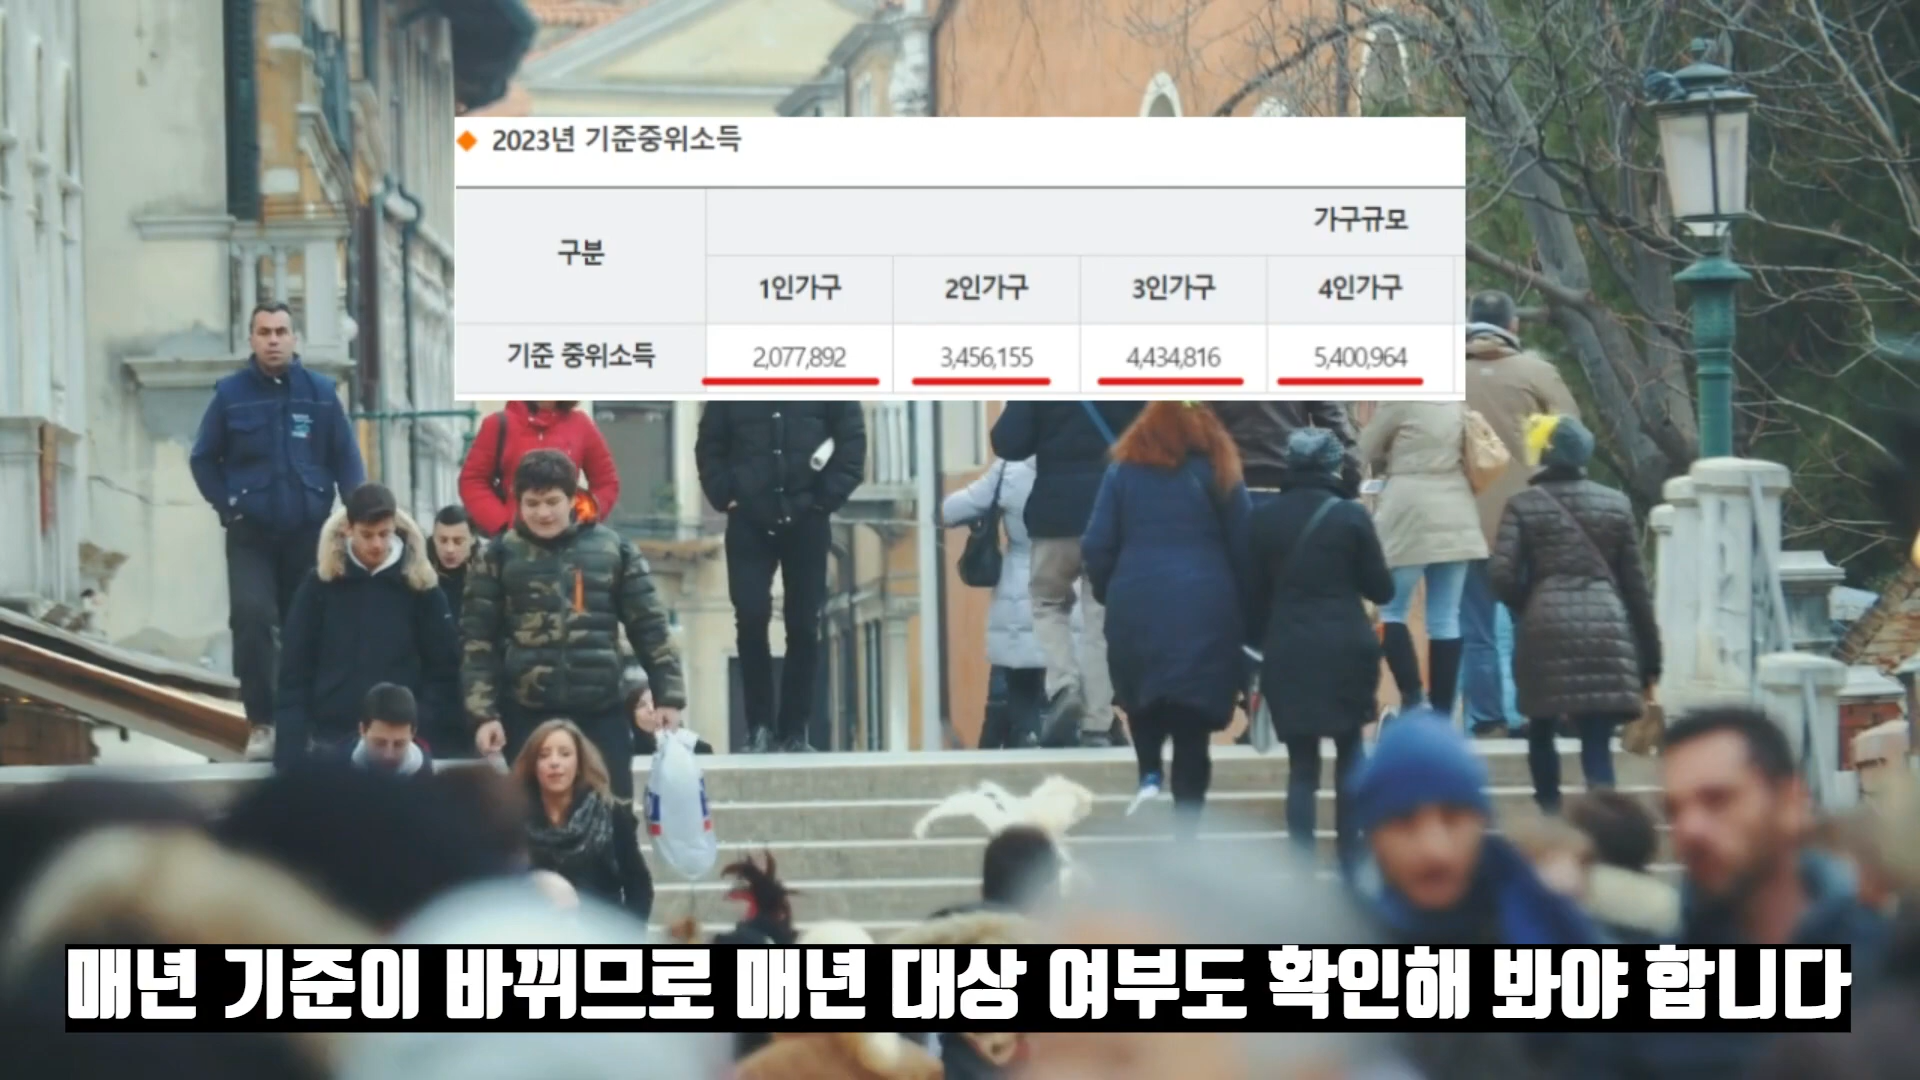 2023년 기준중위소득
구분
가구규모
1인가구 2인가구 3인가구 4인가구
기준 중위소득 2,077,892 3,456,155 4,434,816 5,400,964
매년 기준이 바뀌므로 매년 대상 여부도 확인해 봐야 합니다